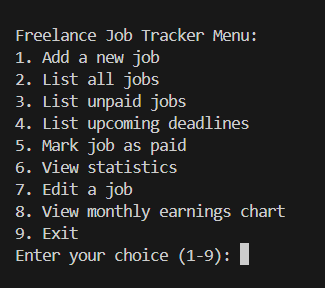 Freelance Job Tracker Menu:
1. Add a new job
2. List all jobs
3. List unpaid jobs
4. List upcoming deadlines
5. Mark job as paid
6. View statistics
7. Edit a job
8. View monthly earnings chart
9. Exit
Enter your choice (1-9):